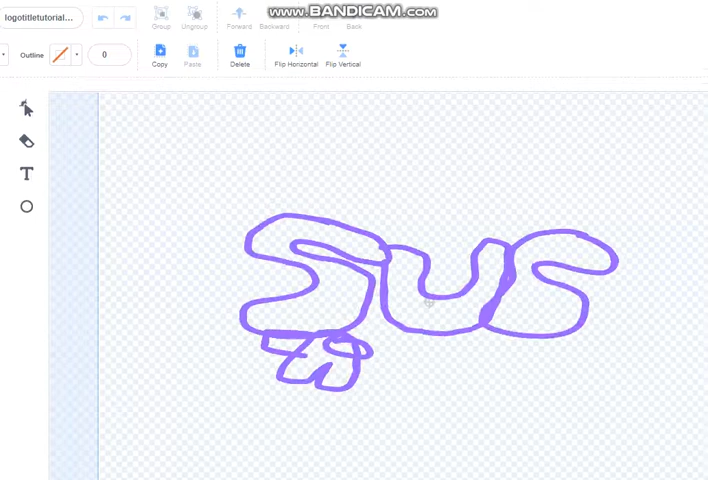 www.BANDICAM.com
logotitletutorial...
Group Ungroup Forward Backward Front Back
Outline 0
Copy Paste Delete Flip Horizontal Flip Vertical
T
SUS